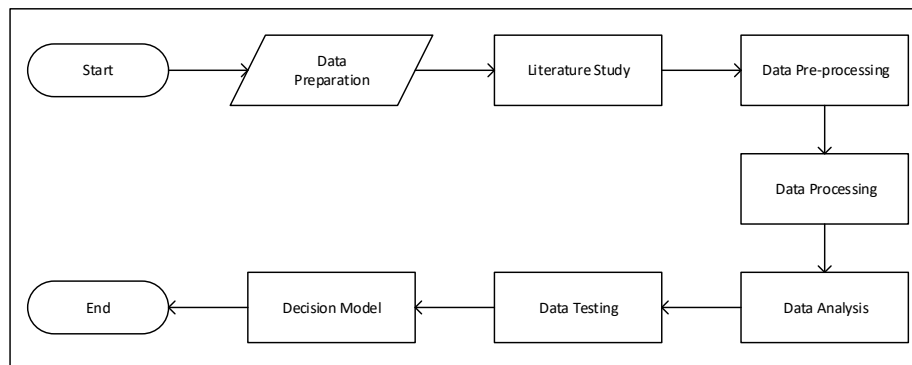 Start
Data
Preparation
Literature Study
Data Pre-processing
Data Processing
Data Analysis
Data Testing
Decision Model
End